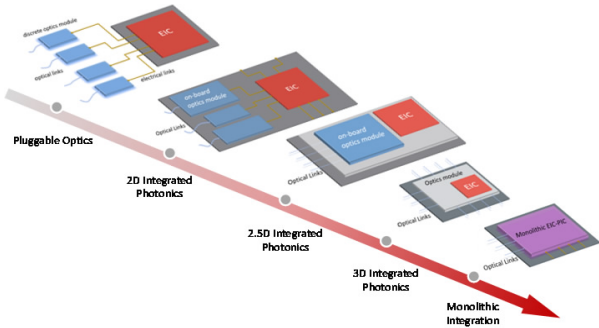 discrete optics module
EIC
optical links
electrical links
Pluggable Optics
on-board
optics module
EIC
Optical Links
2D Integrated
Photonics
on-board
optics module
EIC
Optical Links
2.5D Integrated
Photonics
Optics module
EIC
Optical Links
3D Integrated
Photonics
Monolithic EIC-PIC
Optical Links
Monolithic
Integration